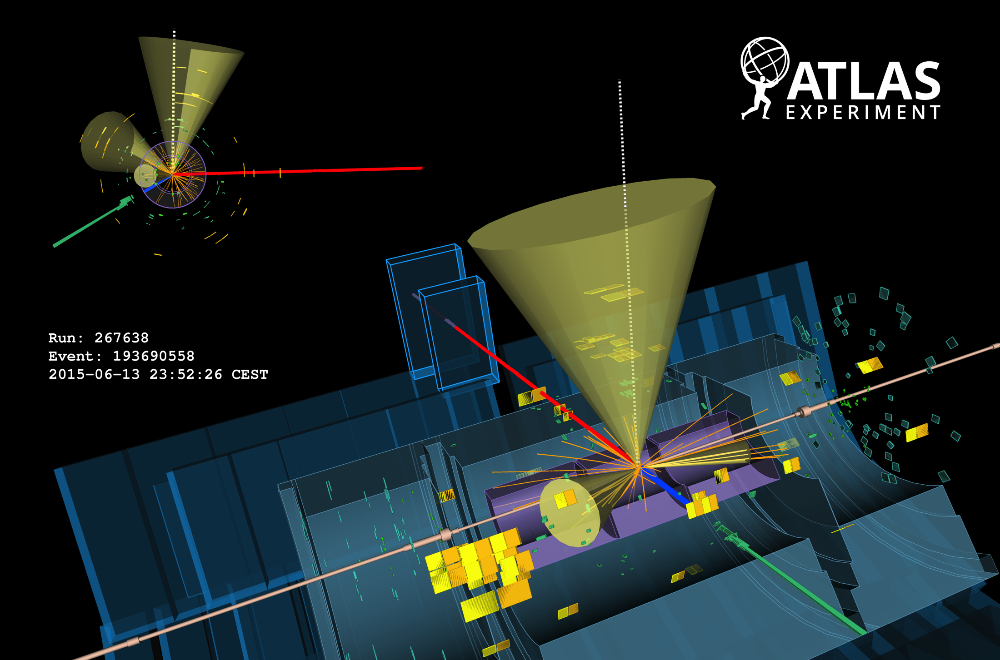 ATLAS
EXPERIMENT
Run: 267638
Event: 193690558
2015-06-13 23:52:26 CEST